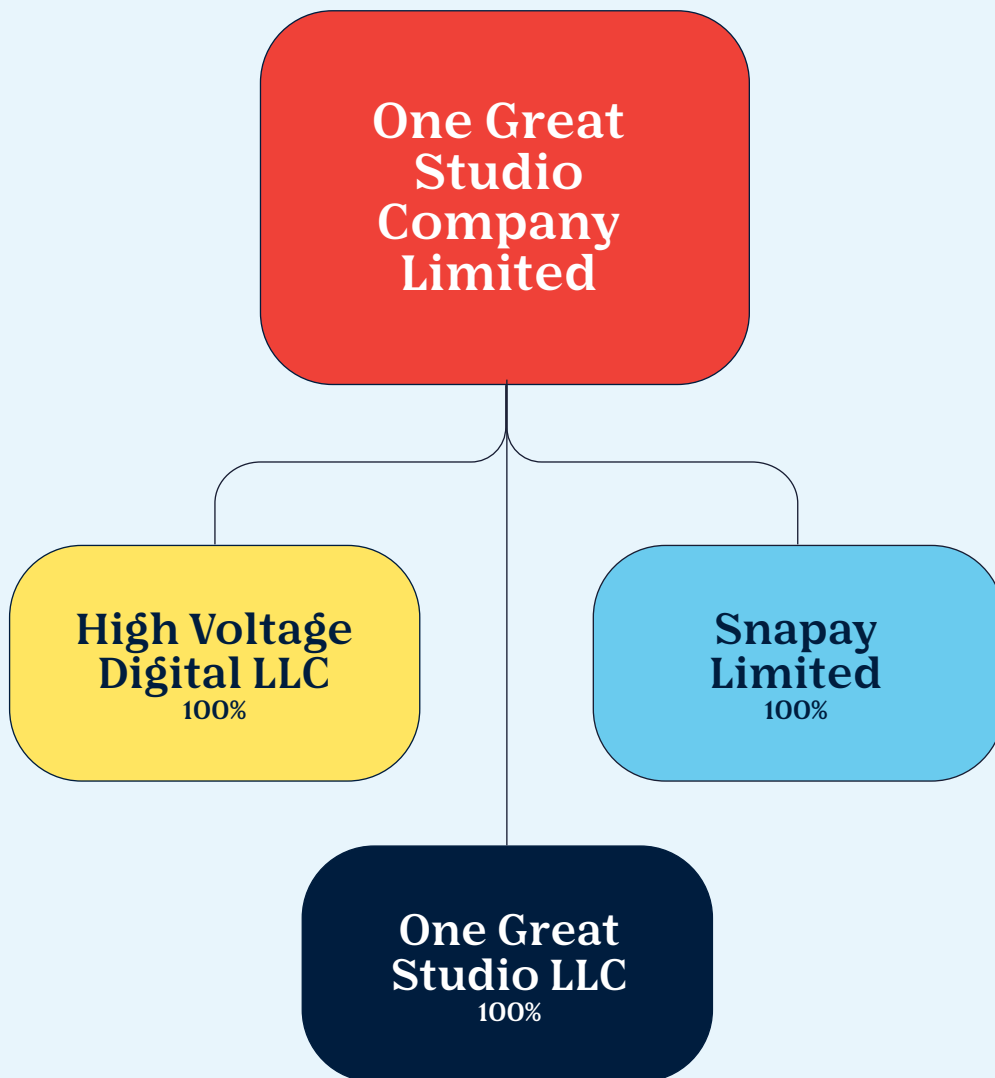 One Great
Studio
Company
Limited
High Voltage
Digital LLC
100%
Snapay
Limited
100%
One Great
Studio LLC
100%